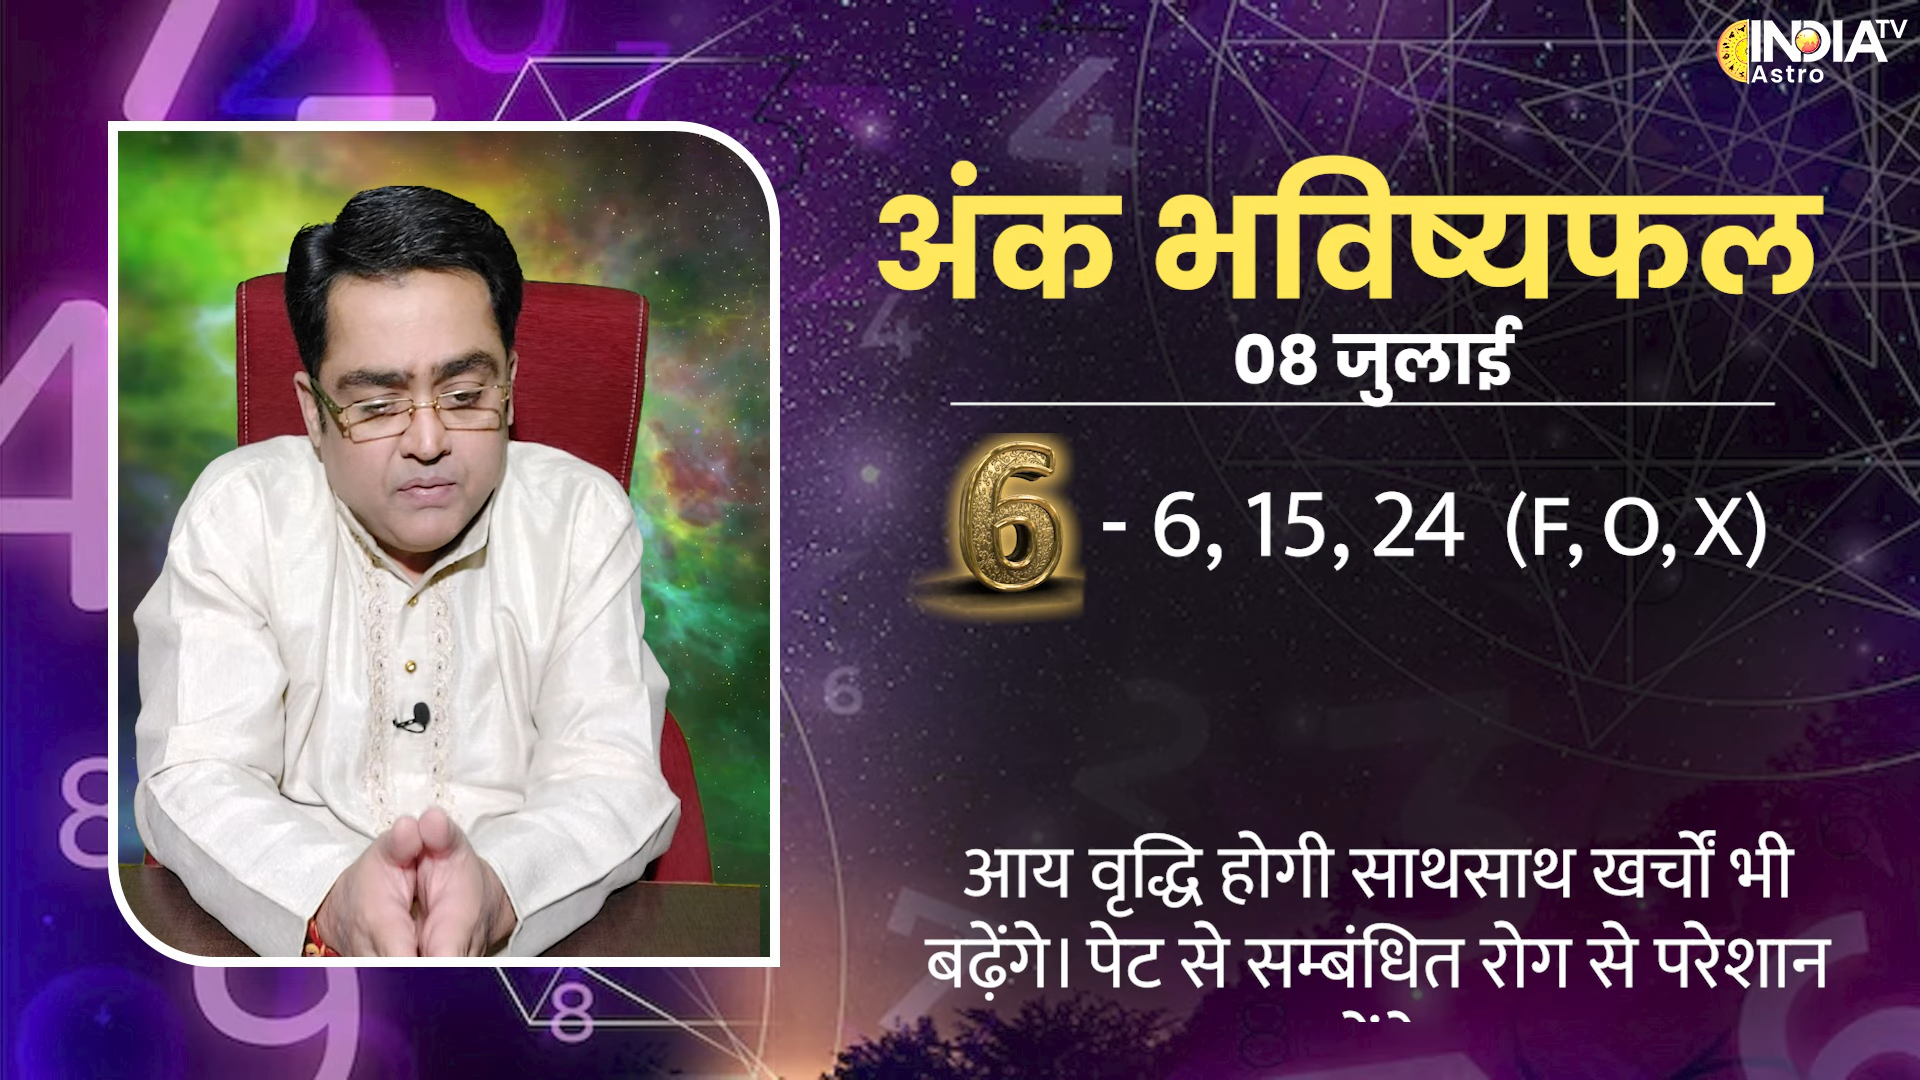 INDIA TV
Astro
अंक भविष्यफल
08 जुलाई
6 - 6, 15, 24 (F, O, X)
आय वृद्धि होगी साथसाथ खर्चों भी
बढ़ेंगे। पेट से सम्बंधित रोग से परेशान